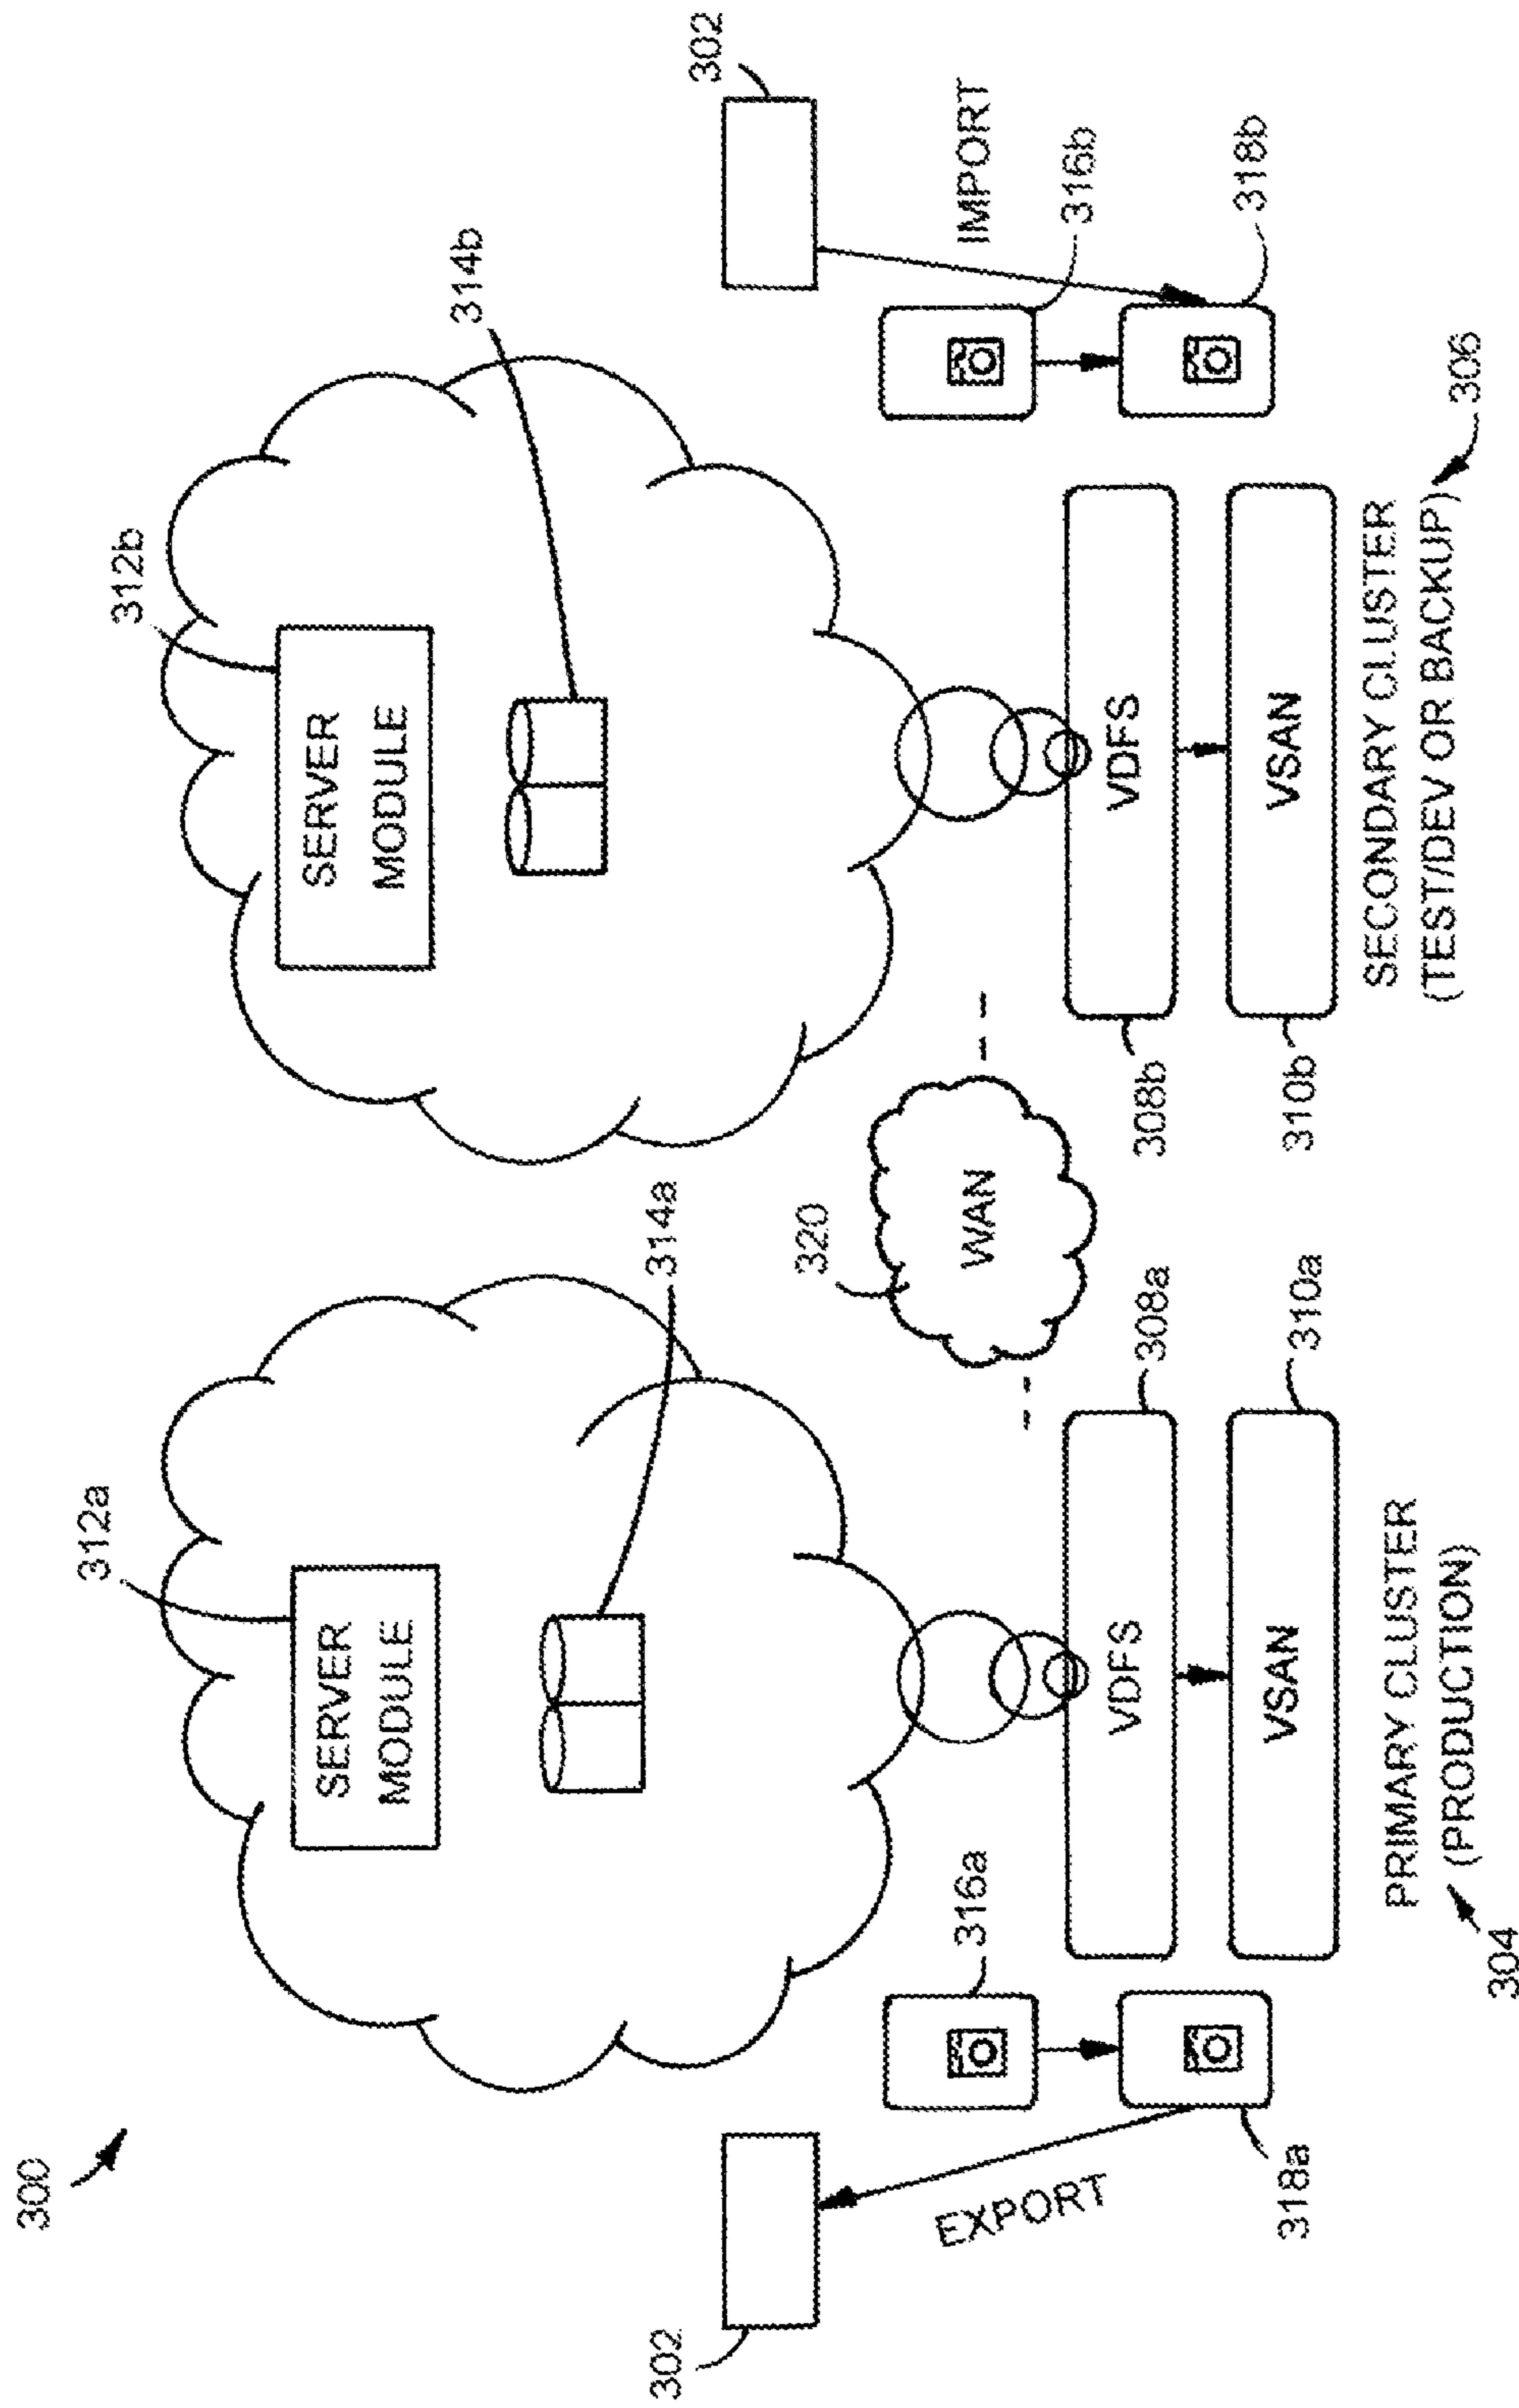 300
312a
312b
SERVER
MODULE
SERVER
MODULE
314a
314b
302
302
320
WAN
316a
EXPORT
IMPORT
316b
318a
318b
VDFS
308a
308b
VDFS
VSAN
310a
310b
VSAN
304
PRIMARY CLUSTER
(PRODUCTION)
SECONDARY CLUSTER
(TEST/DEV OR BACKUP)
306